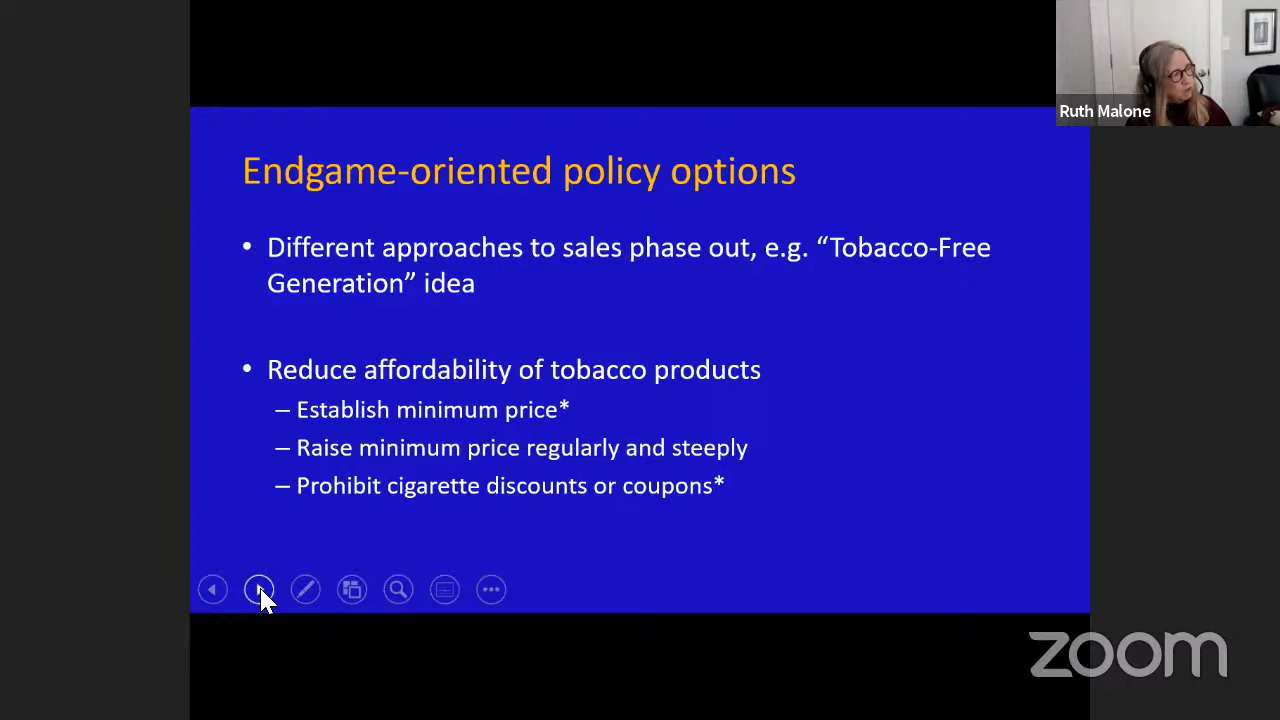 Ruth Malone
Endgame-oriented policy options
• Different approaches to sales phase out, e.g. “Tobacco-Free
Generation” idea
• Reduce affordability of tobacco products
– Establish minimum price*
– Raise minimum price regularly and steeply
– Prohibit cigarette discounts or coupons*
zoom